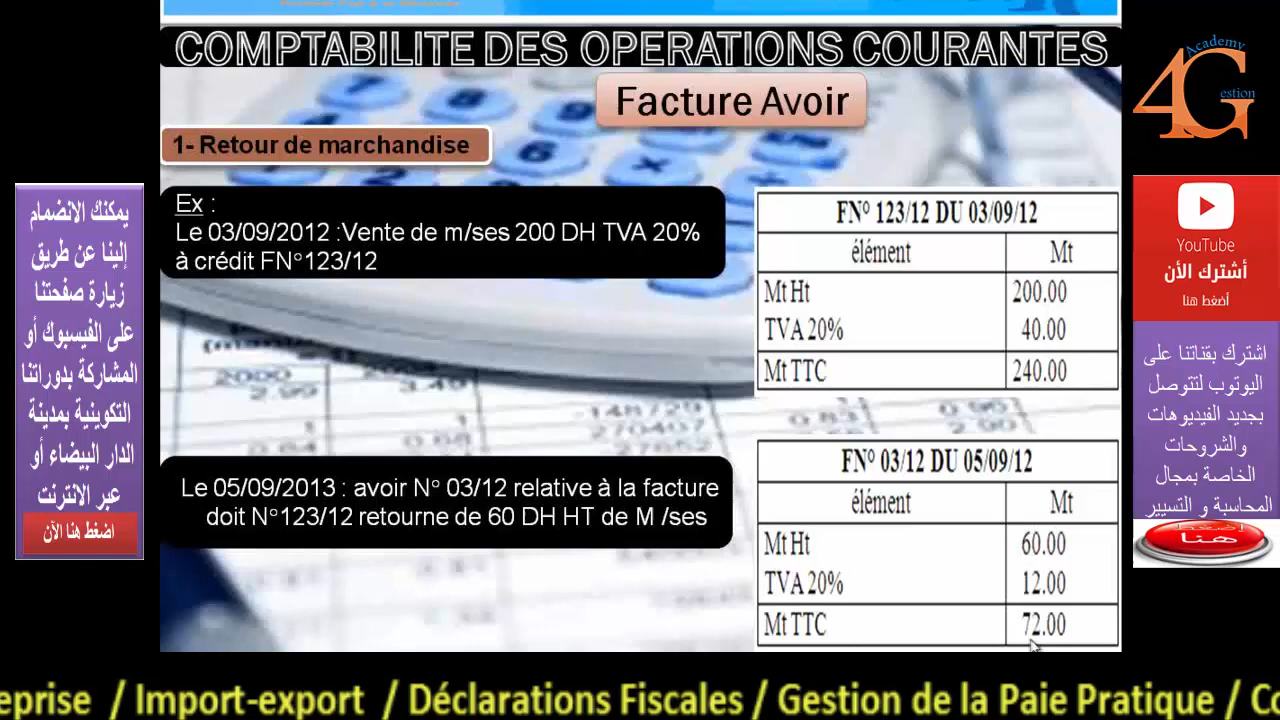 COMPTABILITE DES OPERATIONS COURANTES
Facture Avoir
1- Retour de marchandise
Ex :
Le 03/09/2012 :Vente de m/ses 200 DH TVA 20%
à crédit FN°123/12
FN° 123/12 DU 03/09/12
élément Mt
Mt Ht 200.00
TVA 20% 40.00
Mt TTC 240.00
Le 05/09/2013 : avoir N° 03/12 relative à la facture
doit N°123/12 retourne de 60 DH HT de M /ses
FN° 03/12 DU 05/09/12
élément Mt
Mt Ht 60.00
TVA 20% 12.00
Mt TTC 72.00
يمكنك الانضمام
إلينا عن طريق
زيارة صفحتنا
على الفيسبوك أو
المشاركة بدوراتنا
التكوينية بمدينة
الدار البيضاء أو
عبر الانترنت
اضغط هنا الآن
4G
Academy
estion
YouTube
أشترك الأن
أضغط هنا
اشترك بقناتنا على
اليوتوب لتتوصل
بجديد الفيديوهات
والشروحات
الخاصة بمجال
المحاسبة و التسيير
إضغط
هنا
eprise / Import-export / Déclarations Fiscales / Gestion de la Paie Pratique / Co